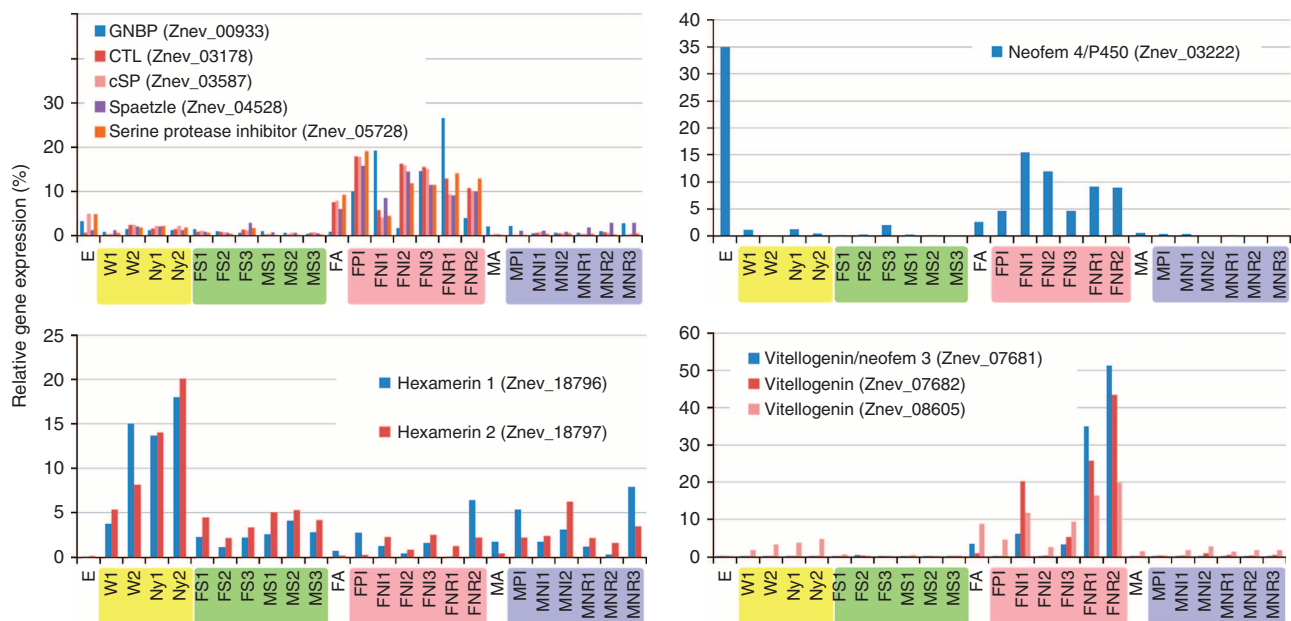 Relative gene expression (%)
GNBP (Znev_00933)
CTL (Znev_03178)
cSP (Znev_03587)
Spaetzle (Znev_04528)
Serine protease inhibitor (Znev_05728)
30
20
10
0
E W1 W2 Ny1 Ny2 FS1 FS2 FS3 MS1 MS2 MS3 FA FPI FNI1 FNI2 FNI3 FNR1 FNR2 MA MPI MNI1 MNI2 MNR1 MNR2 MNR3
Neofem 4/P450 (Znev_03222)
40
35
30
25
20
15
10
5
0
E W1 W2 Ny1 Ny2 FS1 FS2 FS3 MS1 MS2 MS3 FA FPI FNI1 FNI2 FNI3 FNR1 FNR2 MA MPI MNI1 MNI2 MNR1 MNR2 MNR3
Hexamerin 1 (Znev_18796)
Hexamerin 2 (Znev_18797)
25
20
15
10
5
0
E W1 W2 Ny1 Ny2 FS1 FS2 FS3 MS1 MS2 MS3 FA FPI FNI1 FNI2 FNI3 FNR1 FNR2 MA MPI MNI1 MNI2 MNR1 MNR2 MNR3
Vitellogenin/neofem 3 (Znev_07681)
Vitellogenin (Znev_07682)
Vitellogenin (Znev_08605)
60
50
40
30
20
10
0
E W1 W2 Ny1 Ny2 FS1 FS2 FS3 MS1 MS2 MS3 FA FPI FNI1 FNI2 FNI3 FNR1 FNR2 MA MPI MNI1 MNI2 MNR1 MNR2 MNR3